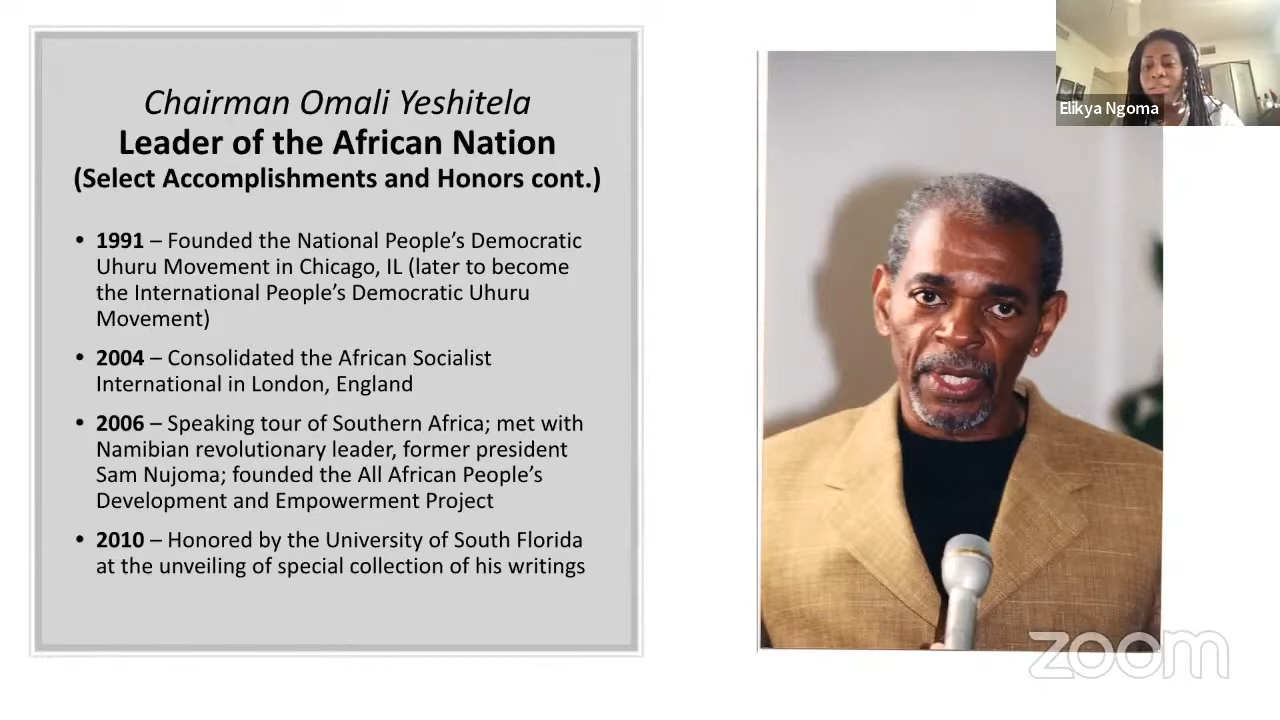 Chairman Omali Yeshitela
Leader of the African Nation
(Select Accomplishments and Honors cont.)
• 1991 – Founded the National People’s Democratic
Uhuru Movement in Chicago, IL (later to become
the International People’s Democratic Uhuru
Movement)
• 2004 – Consolidated the African Socialist
International in London, England
• 2006 – Speaking tour of Southern Africa; met with
Namibian revolutionary leader, former president
Sam Nujoma; founded the All African People’s
Development and Empowerment Project
• 2010 – Honored by the University of South Florida
at the unveiling of special collection of his writings
Elikya Ngoma
zoom